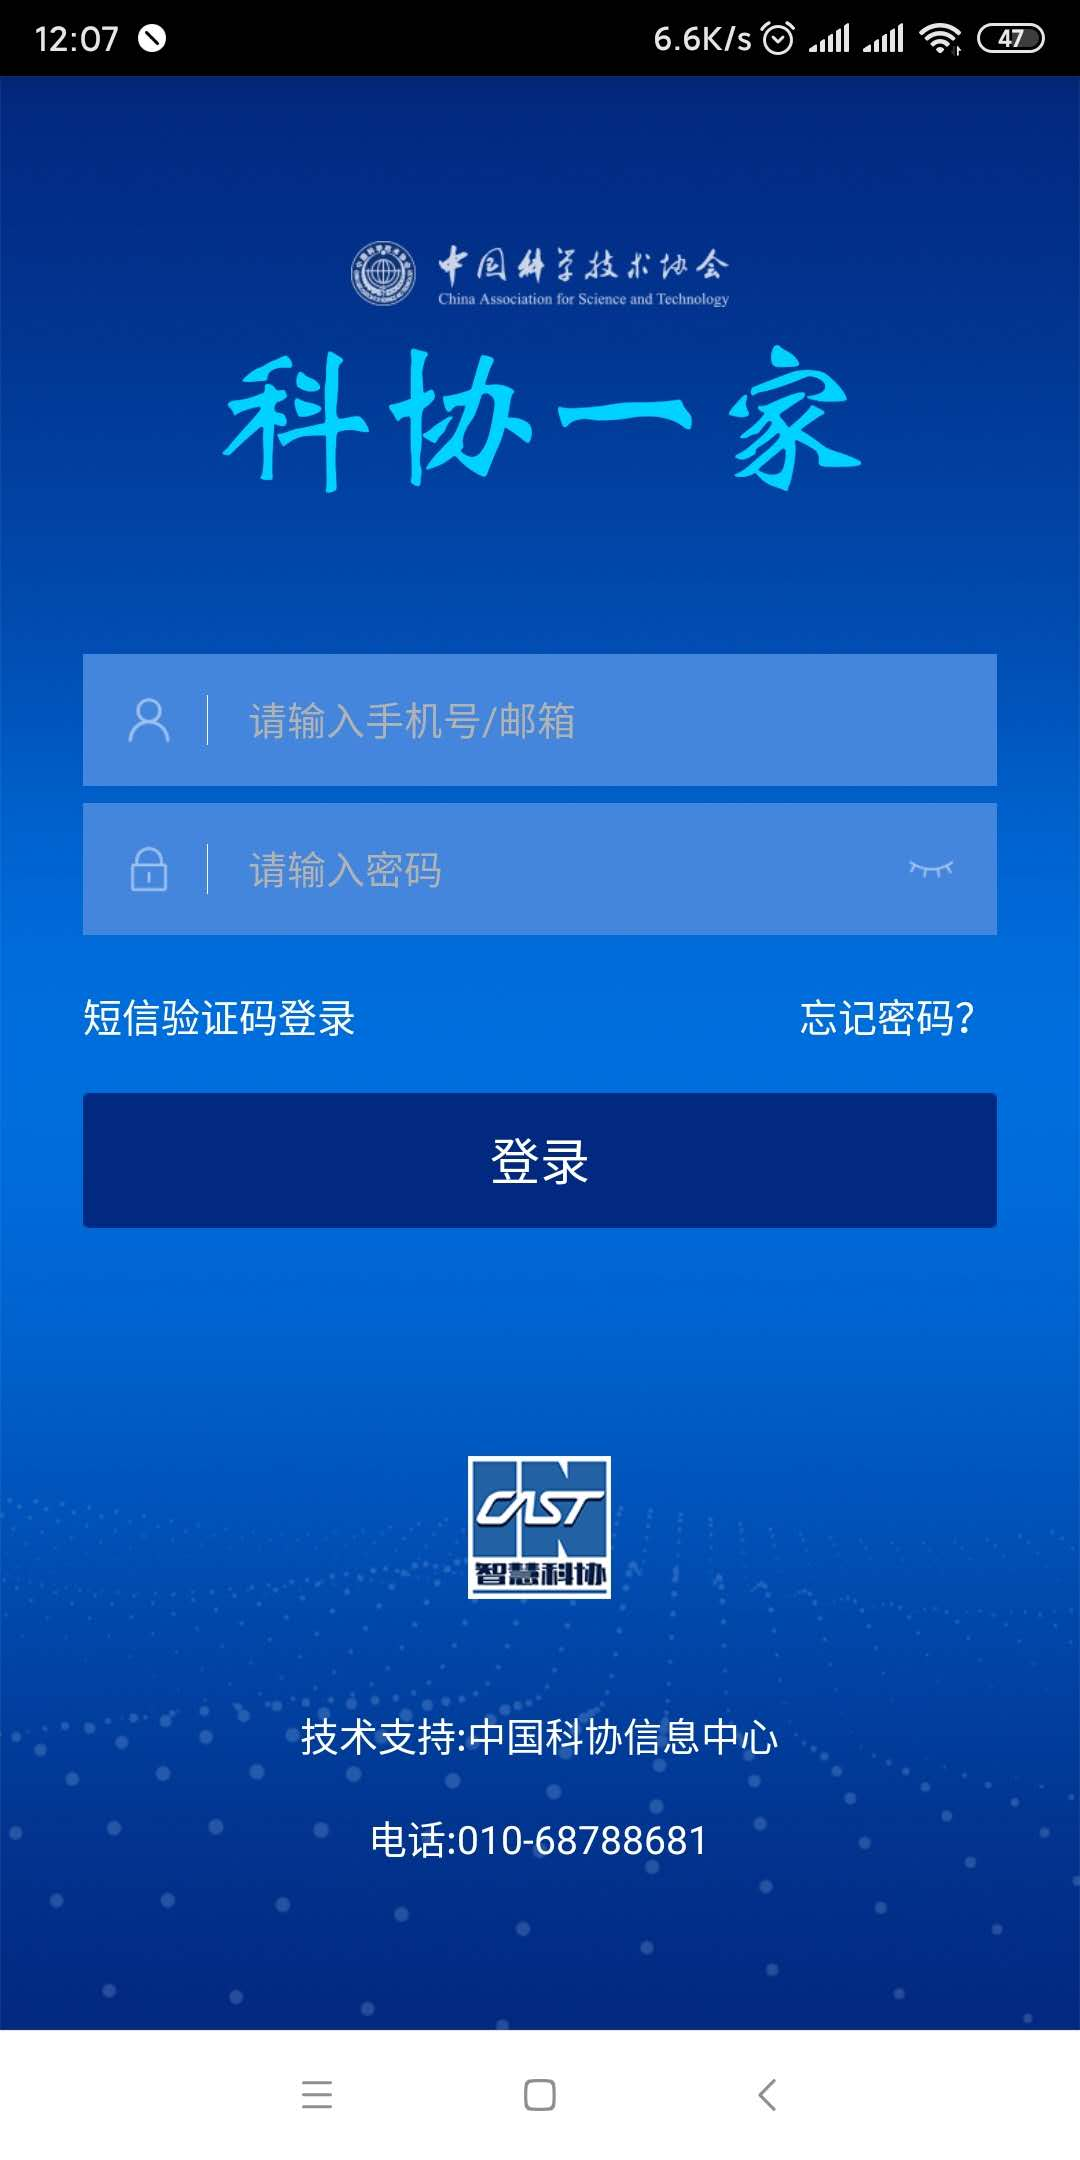 12:07
6.6K/s
47
中国科学技术协会
China Association for Science and Technology
科协一家
请输入手机号/邮箱
请输入密码
短信验证码登录
忘记密码?
登录
CAST
智慧科协
技术支持:中国科协信息中心
电话:010-68788681